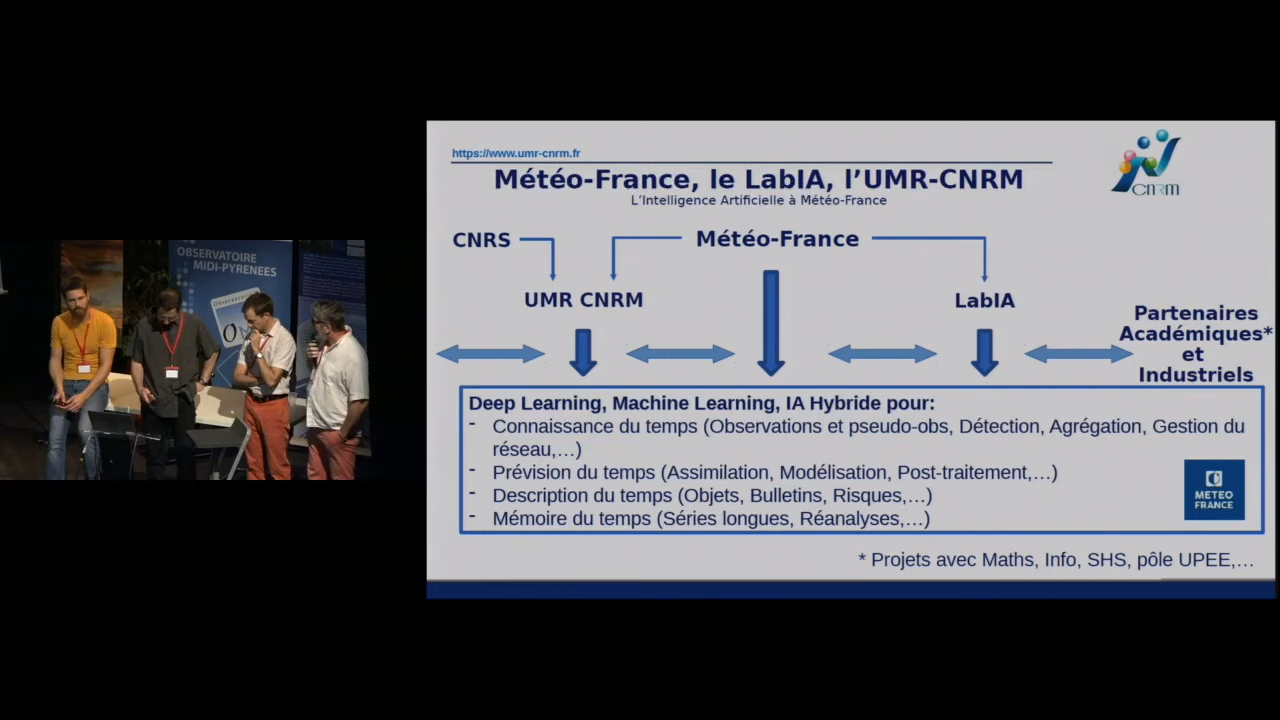 OBSERVATOIRE
MIDI-PYRENEES
https://www.umr-cnrm.fr
CNRM
Météo-France, le LabIA, l'UMR-CNRM
L'Intelligence Artificielle à Météo-France
CNRS
Météo-France
UMR CNRM
LabIA
Partenaires
Académiques*
et
Industriels
Deep Learning, Machine Learning, IA Hybride pour:
- Connaissance du temps (Observations et pseudo-obs, Détection, Agrégation, Gestion du
réseau,…)
- Prévision du temps (Assimilation, Modélisation, Post-traitement,…)
- Description du temps (Objets, Bulletins, Risques,…)
- Mémoire du temps (Séries longues, Réanalyses,…)
METEO
FRANCE
* Projets avec Maths, Info, SHS, pôle UPEE,…